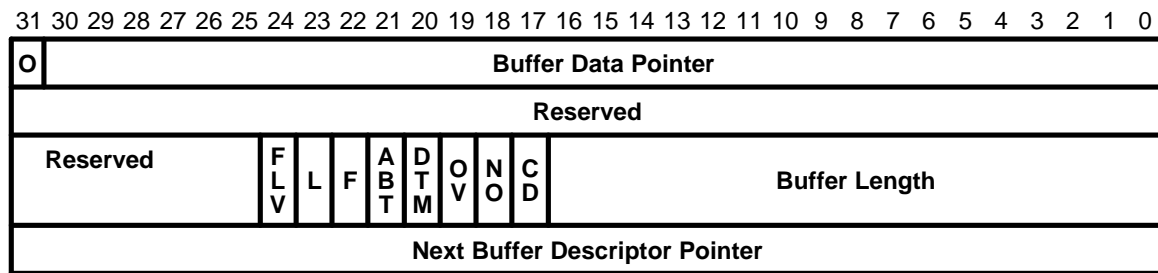 31 30 29 28 27 26 25 24 23 22 21 20 19 18 17 16 15 14 13 12 11 10 9 8 7 6 5 4 3 2 1 0
O Buffer Data Pointer
Reserved
Reserved FLV L F ABT DTM OV NO CD Buffer Length
Next Buffer Descriptor Pointer